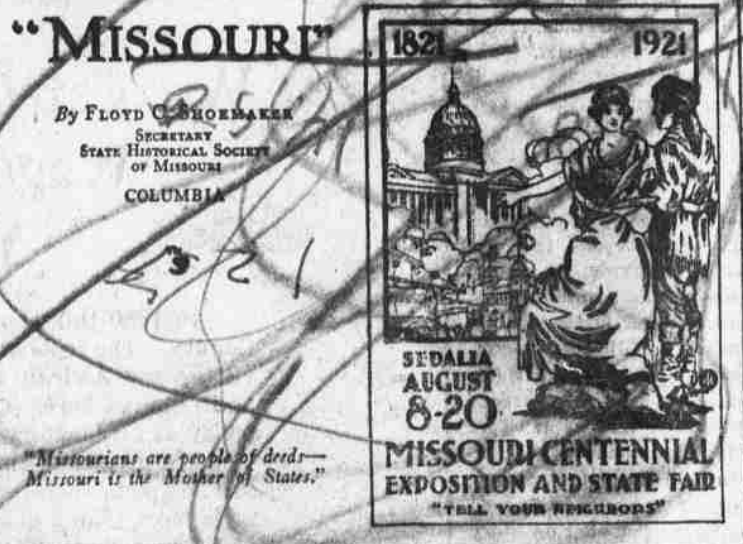 "MISSOURI"
By FLOYD C. SHOEMAKER
SECRETARY
STATE HISTORICAL SOCIETY
OF MISSOURI
COLUMBIA
"Missourians are people of deeds—
Missouri is the Mother of States."
1821 1921
SEDALIA
AUGUST
8-20
MISSOURI CENTENNIAL
EXPOSITION AND STATE FAIR
"TELL YOUR NEIGHBORS"